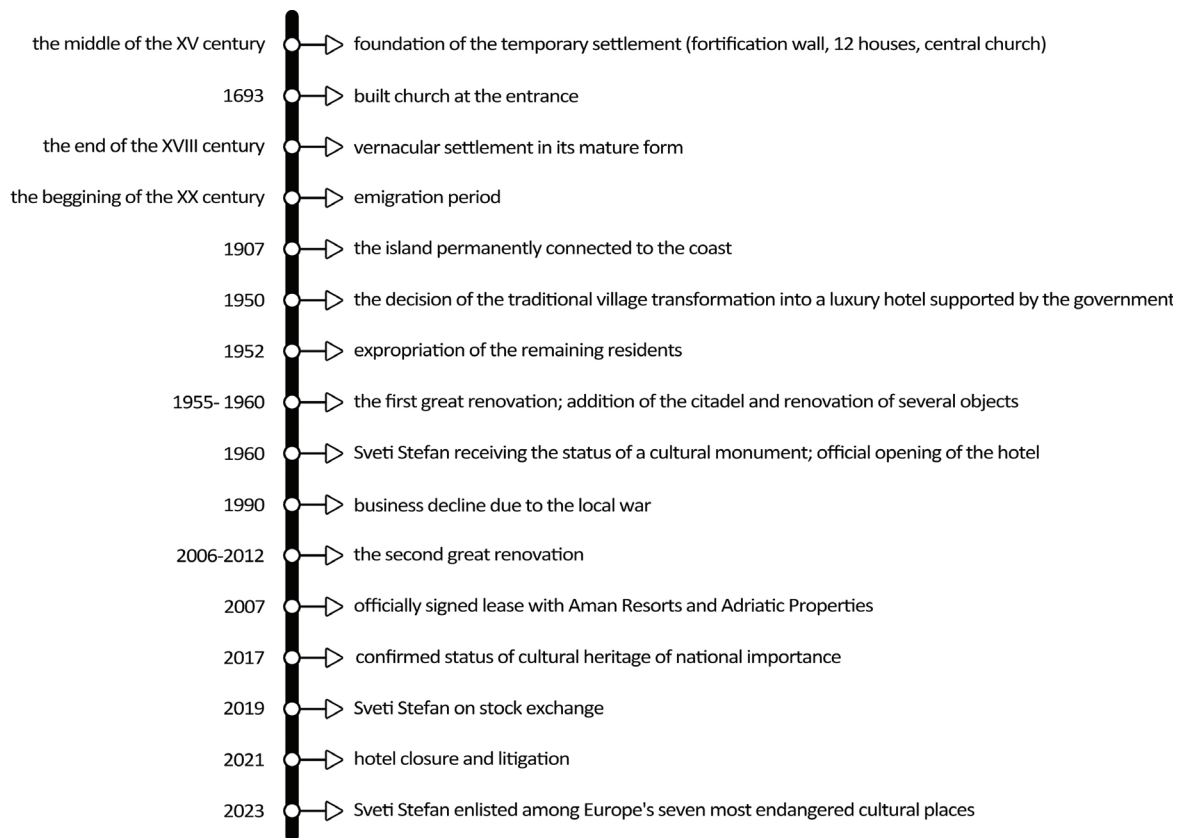 the middle of the XV century foundation of the temporary settlement (fortification wall, 12 houses, central church)
1693 built church at the entrance
the end of the XVIII century vernacular settlement in its mature form
the beggining of the XX century emigration period
1907 the island permanently connected to the coast
1950 the decision of the traditional village transformation into a luxury hotel supported by the government
1952 expropriation of the remaining residents
1955- 1960 the first great renovation; addition of the citadel and renovation of several objects
1960 Sveti Stefan receiving the status of a cultural monument; official opening of the hotel
1990 business decline due to the local war
2006-2012 the second great renovation
2007 officially signed lease with Aman Resorts and Adriatic Properties
2017 confirmed status of cultural heritage of national importance
2019 Sveti Stefan on stock exchange
2021 hotel closure and litigation
2023 Sveti Stefan enlisted among Europe's seven most endangered cultural places